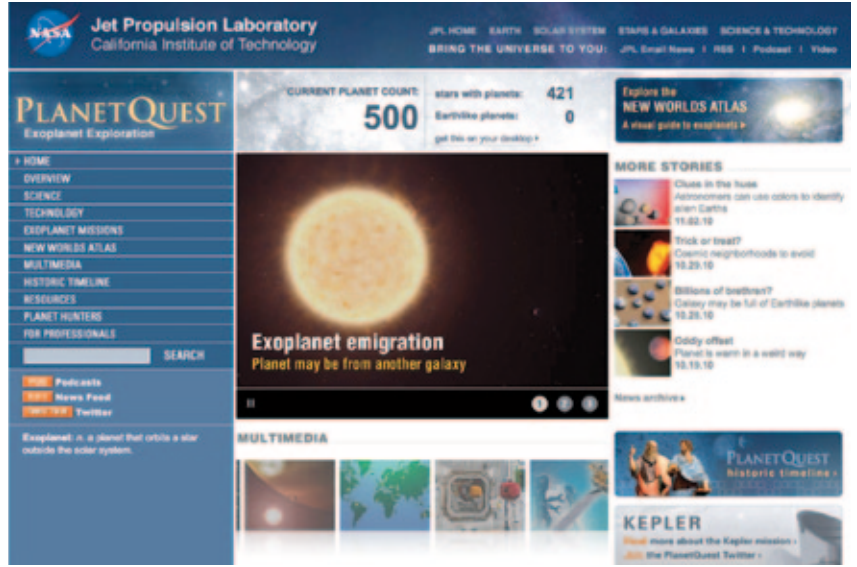 NASA
Jet Propulsion Laboratory
California Institute of Technology
JPL HOME EARTH SOLAR SYSTEM STARS & GALAXIES SCIENCE & TECHNOLOGY
BRING THE UNIVERSE TO YOU: JPL Email News | RSS | Podcast | Video
PLANETQUEST
Exoplanet Exploration
HOME
OVERVIEW
SCIENCE
TECHNOLOGY
EXOPLANET MISSIONS
NEW WORLDS ATLAS
MULTIMEDIA
HISTORIC TIMELINE
RESOURCES
PLANET HUNTERS
FOR PROFESSIONALS
SEARCH
Podcasts
News Feed
Twitter
Exoplanet: n. a planet that orbits a star
outside the solar system.
CURRENT PLANET COUNT:
500
stars with planets: 421
Earthlike planets: 0
get this on your desktop
Exoplanet emigration
Planet may be from another galaxy
1 2 3
MULTIMEDIA
Explore the
NEW WORLDS ATLAS
A visual guide to exoplanets
MORE STORIES
Clues in the hues
Astronomers can use colors to identify
alien Earths
11.02.10
Trick or treat?
Cosmic neighborhoods to avoid
10.29.10
Billions of brethren?
Galaxy may be full of Earthlike planets
10.28.10
Oddly offset
Planet is warm in a weird way
10.19.10
News archive
PLANETQUEST
historic timeline
KEPLER
Read more about the Kepler mission
Join the PlanetQuest Twitter